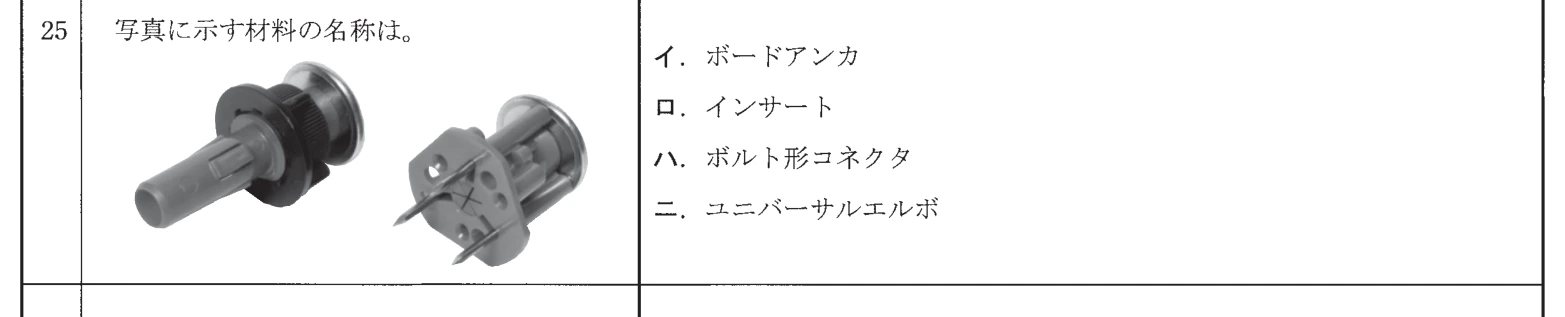 25 写真に示す材料の名称は。
イ. ボードアンカ
ロ. インサート
ハ. ボルト形コネクタ
ニ. ユニバーサルエルボ